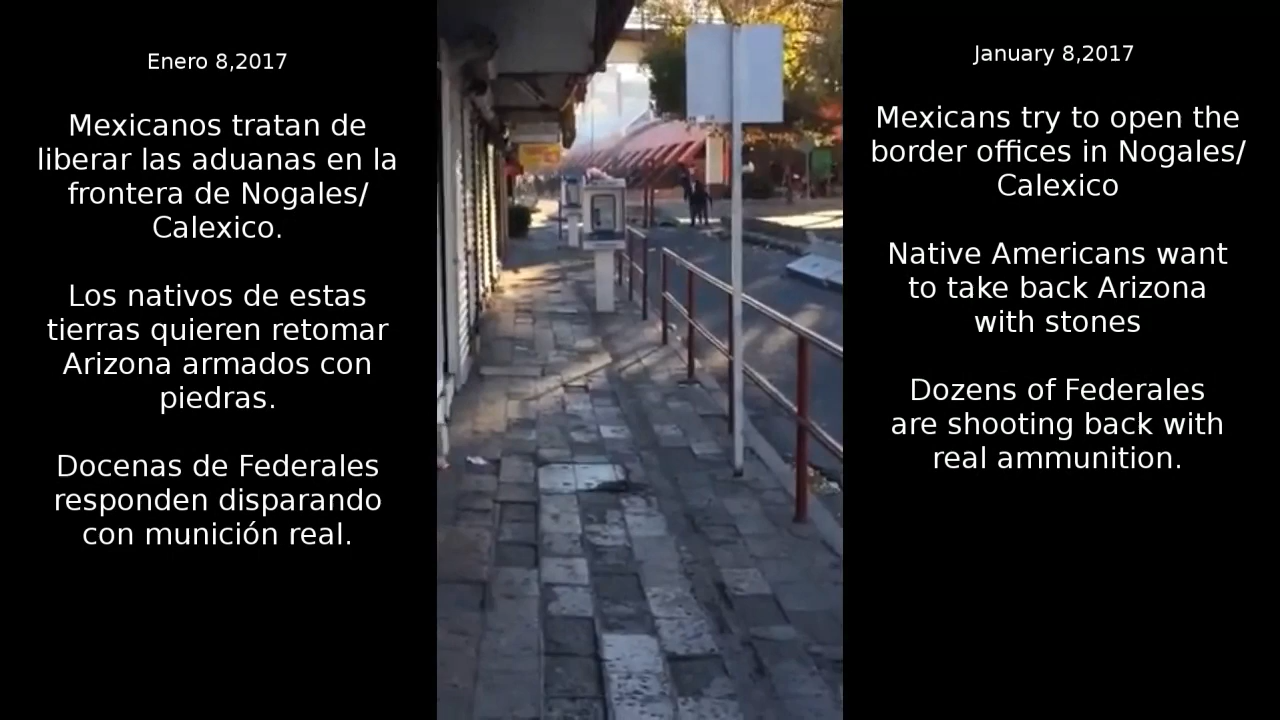 Enero 8,2017
Mexicanos tratan de
liberar las aduanas en la
frontera de Nogales/
Calexico.
Los nativos de estas
tierras quieren retomar
Arizona armados con
piedras.
Docenas de Federales
responden disparando
con munición real.
January 8,2017
Mexicans try to open the
border offices in Nogales/
Calexico
Native Americans want
to take back Arizona
with stones
Dozens of Federales
are shooting back with
real ammunition.